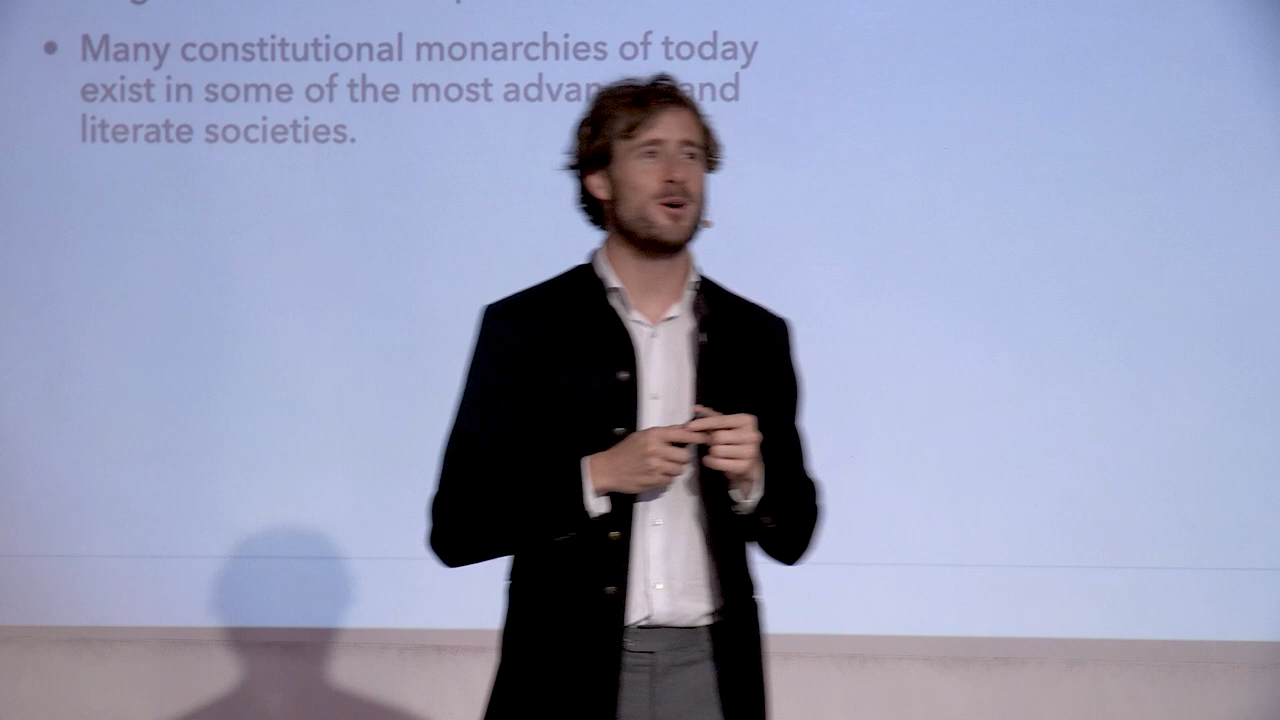 • Many constitutional monarchies of today
exist in some of the most and
literate societies.